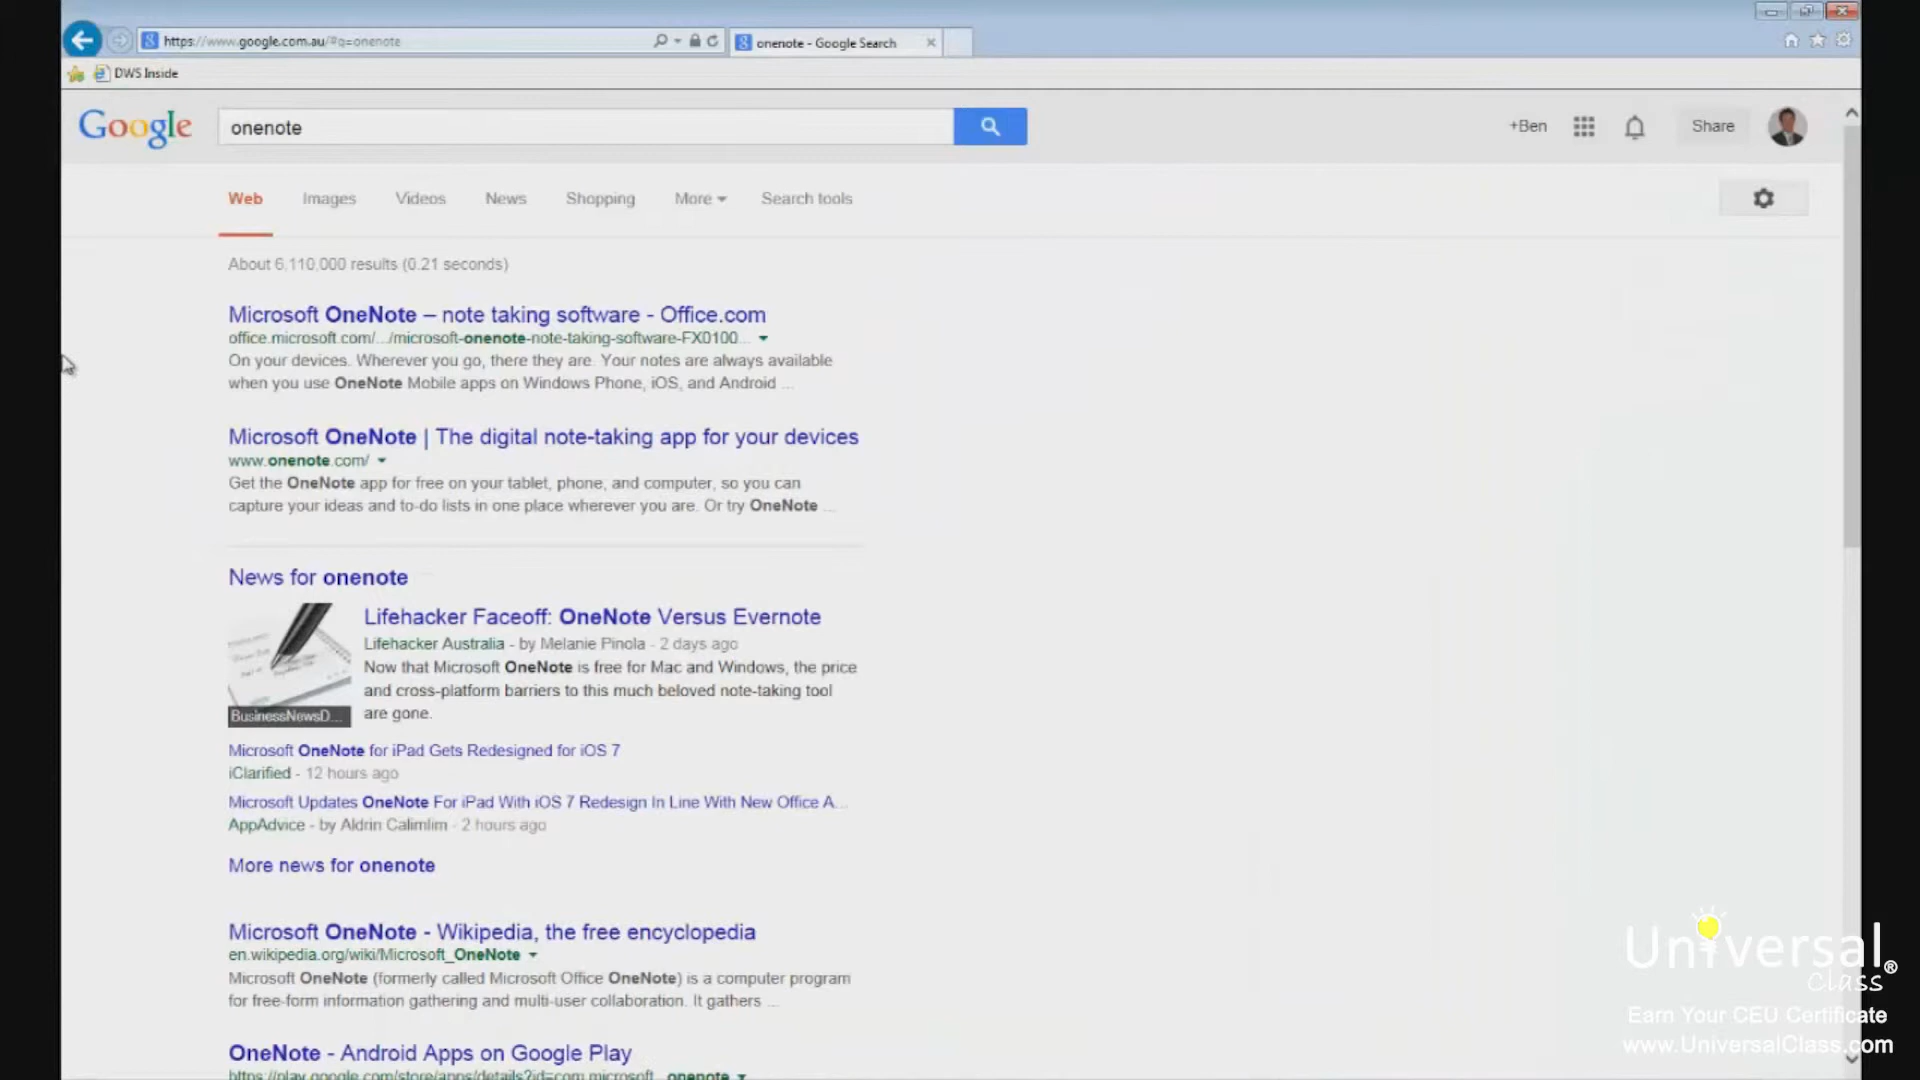 https://www.google.com.au/#q=onenote
onenote - Google Search
DWS Inside
Google
onenote
+Ben
Share
Web
Images
Videos
News
Shopping
More
Search tools
About 6,110,000 results (0.21 seconds)
Microsoft OneNote – note taking software - Office.com
office.microsoft.com/.../microsoft-onenote-note-taking-software-FX0100...
On your devices. Wherever you go, there they are. Your notes are always available
when you use OneNote Mobile apps on Windows Phone, iOS, and Android ...
Microsoft OneNote | The digital note-taking app for your devices
www.onenote.com/
Get the OneNote app for free on your tablet, phone, and computer, so you can
capture your ideas and to-do lists in one place wherever you are. Or try OneNote ...
News for onenote
Lifehacker Faceoff: OneNote Versus Evernote
Lifehacker Australia - by Melanie Pinola - 2 days ago
Now that Microsoft OneNote is free for Mac and Windows, the price
and cross-platform barriers to this much beloved note-taking tool
are gone.
BusinessNewsD...
Microsoft OneNote for iPad Gets Redesigned for iOS 7
iClarified - 12 hours ago
Microsoft Updates OneNote For iPad With iOS 7 Redesign In Line With New Office A...
AppAdvice - by Aldrin Calimlim - 2 hours ago
More news for onenote
Microsoft OneNote - Wikipedia, the free encyclopedia
en.wikipedia.org/wiki/Microsoft_OneNote
Microsoft OneNote (formerly called Microsoft Office OneNote) is a computer program
for free-form information gathering and multi-user collaboration. It gathers ...
OneNote - Android Apps on Google Play
https://play.google.com/store/apps/details?id=com.microsoft...onenote
Universal
Class®
Earn Your CEU Certificate
www.UniversalClass.com